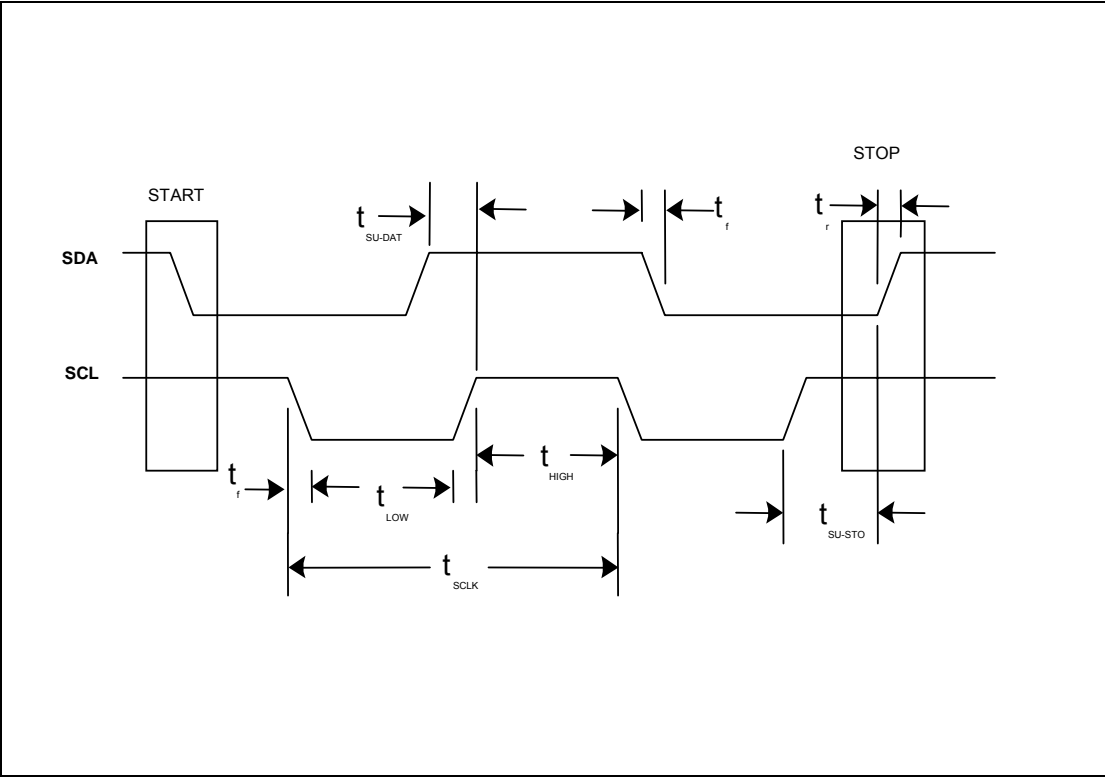 STOP
START
t SU-DAT
t f
t r
SDA
SCL
t f
t LOW
t HIGH
t SU-STO
t SCLK